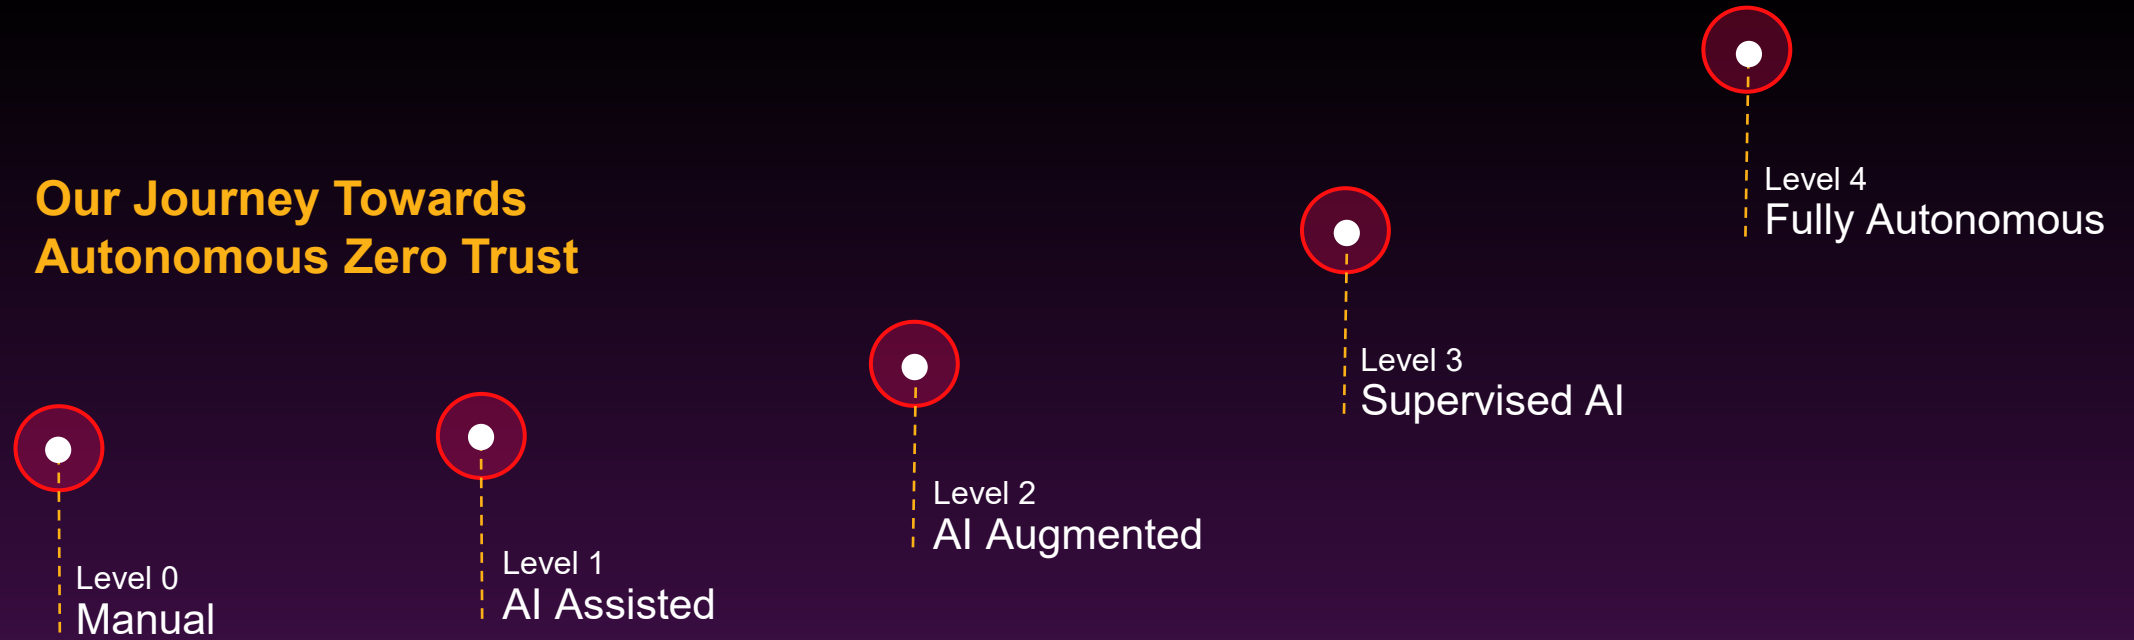 Our Journey Towards
Autonomous Zero Trust
Level 0
Manual
Level 1
AI Assisted
Level 2
AI Augmented
Level 3
Supervised AI
Level 4
Fully Autonomous